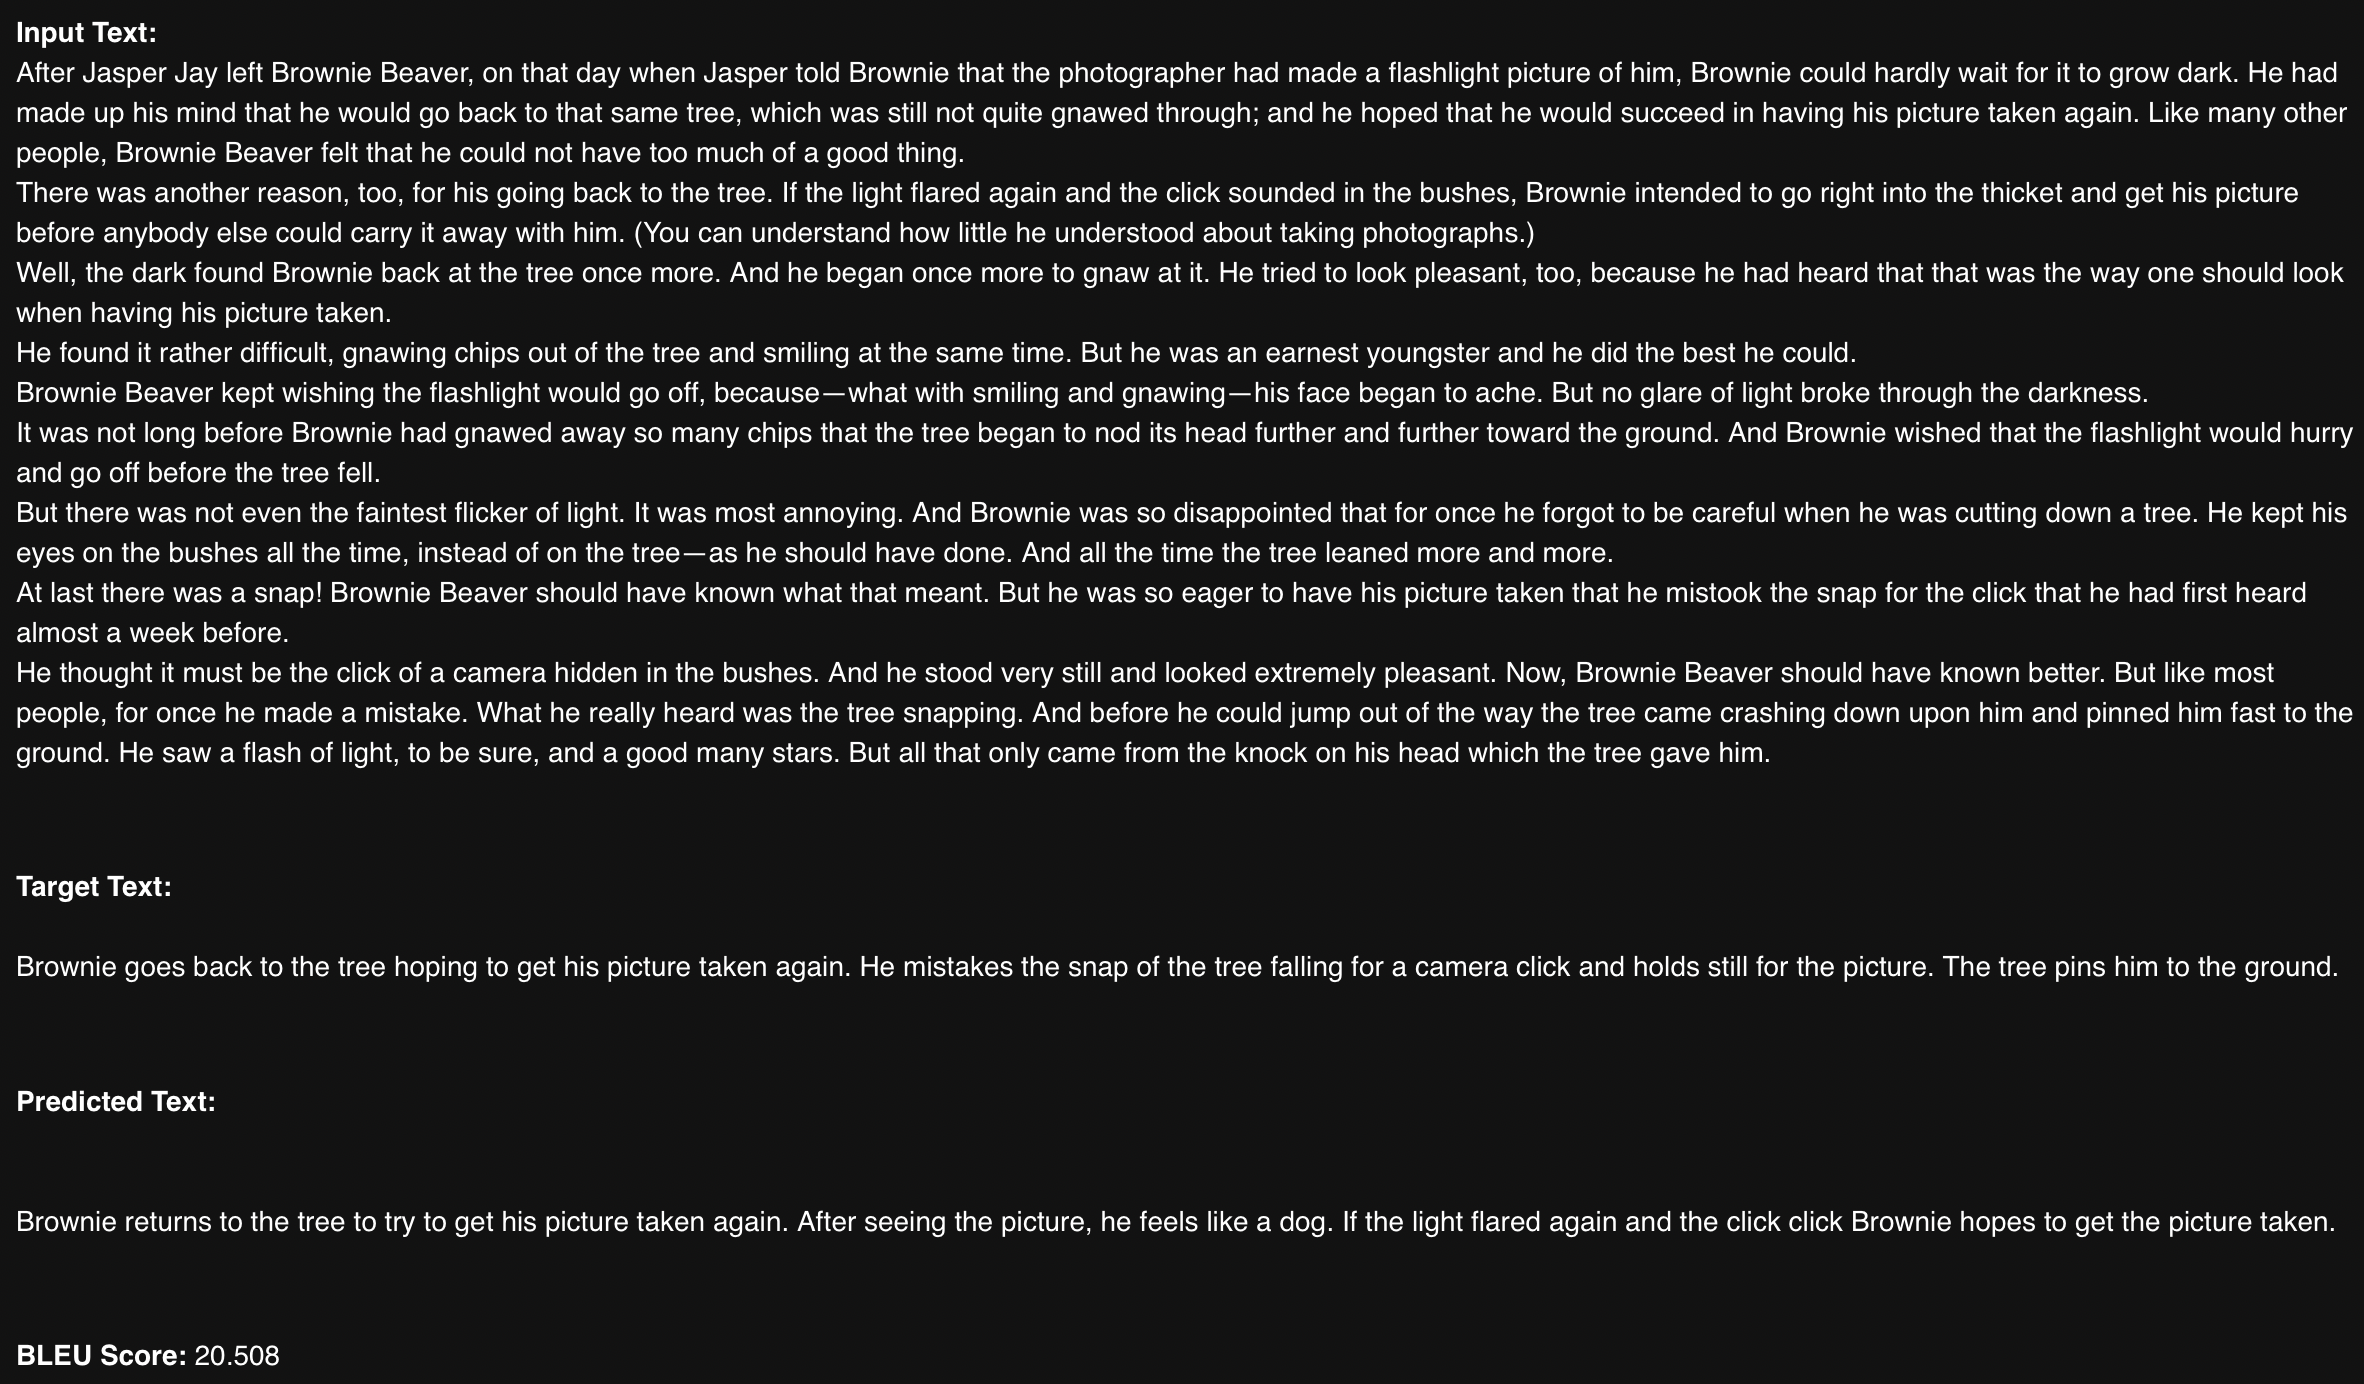 Input Text:
After Jasper Jay left Brownie Beaver, on that day when Jasper told Brownie that the photographer had made a flashlight picture of him, Brownie could hardly wait for it to grow dark. He had
made up his mind that he would go back to that same tree, which was still not quite gnawed through; and he hoped that he would succeed in having his picture taken again. Like many other
people, Brownie Beaver felt that he could not have too much of a good thing.
There was another reason, too, for his going back to the tree. If the light flared again and the click sounded in the bushes, Brownie intended to go right into the thicket and get his picture
before anybody else could carry it away with him. (You can understand how little he understood about taking photographs.)
Well, the dark found Brownie back at the tree once more. And he began once more to gnaw at it. He tried to look pleasant, too, because he had heard that that was the way one should look
when having his picture taken.
He found it rather difficult, gnawing chips out of the tree and smiling at the same time. But he was an earnest youngster and he did the best he could.
Brownie Beaver kept wishing the flashlight would go off, because—what with smiling and gnawing—his face began to ache. But no glare of light broke through the darkness.
It was not long before Brownie had gnawed away so many chips that the tree began to nod its head further and further toward the ground. And Brownie wished that the flashlight would hurry
and go off before the tree fell.
But there was not even the faintest flicker of light. It was most annoying. And Brownie was so disappointed that for once he forgot to be careful when he was cutting down a tree. He kept his
eyes on the bushes all the time, instead of on the tree—as he should have done. And all the time the tree leaned more and more.
At last there was a snap! Brownie Beaver should have known what that meant. But he was so eager to have his picture taken that he mistook the snap for the click that he had first heard
almost a week before.
He thought it must be the click of a camera hidden in the bushes. And he stood very still and looked extremely pleasant. Now, Brownie Beaver should have known better. But like most
people, for once he made a mistake. What he really heard was the tree snapping. And before he could jump out of the way the tree came crashing down upon him and pinned him fast to the
ground. He saw a flash of light, to be sure, and a good many stars. But all that only came from the knock on his head which the tree gave him.
Target Text:
Brownie goes back to the tree hoping to get his picture taken again. He mistakes the snap of the tree falling for a camera click and holds still for the picture. The tree pins him to the ground.
Predicted Text:
Brownie returns to the tree to try to get his picture taken again. After seeing the picture, he feels like a dog. If the light flared again and the click click Brownie hopes to get the picture taken.
BLEU Score: 20.508